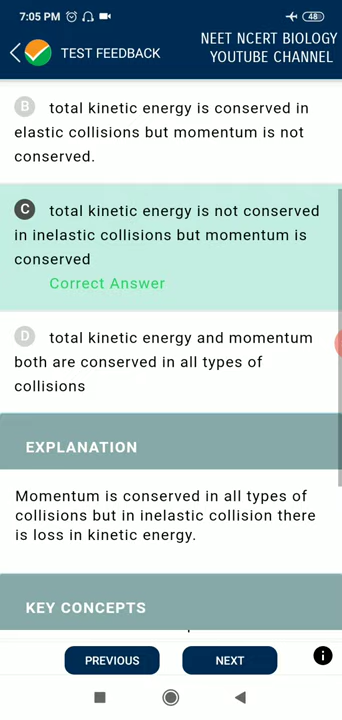 7:05 PM
48
TEST FEEDBACK
NEET NCERT BIOLOGY
YOUTUBE CHANNEL
B total kinetic energy is conserved in
elastic collisions but momentum is not
conserved.
C total kinetic energy is not conserved
in inelastic collisions but momentum is
conserved
Correct Answer
D total kinetic energy and momentum
both are conserved in all types of
collisions
EXPLANATION
Momentum is conserved in all types of
collisions but in inelastic collision there
is loss in kinetic energy.
KEY CONCEPTS
PREVIOUS
NEXT
i